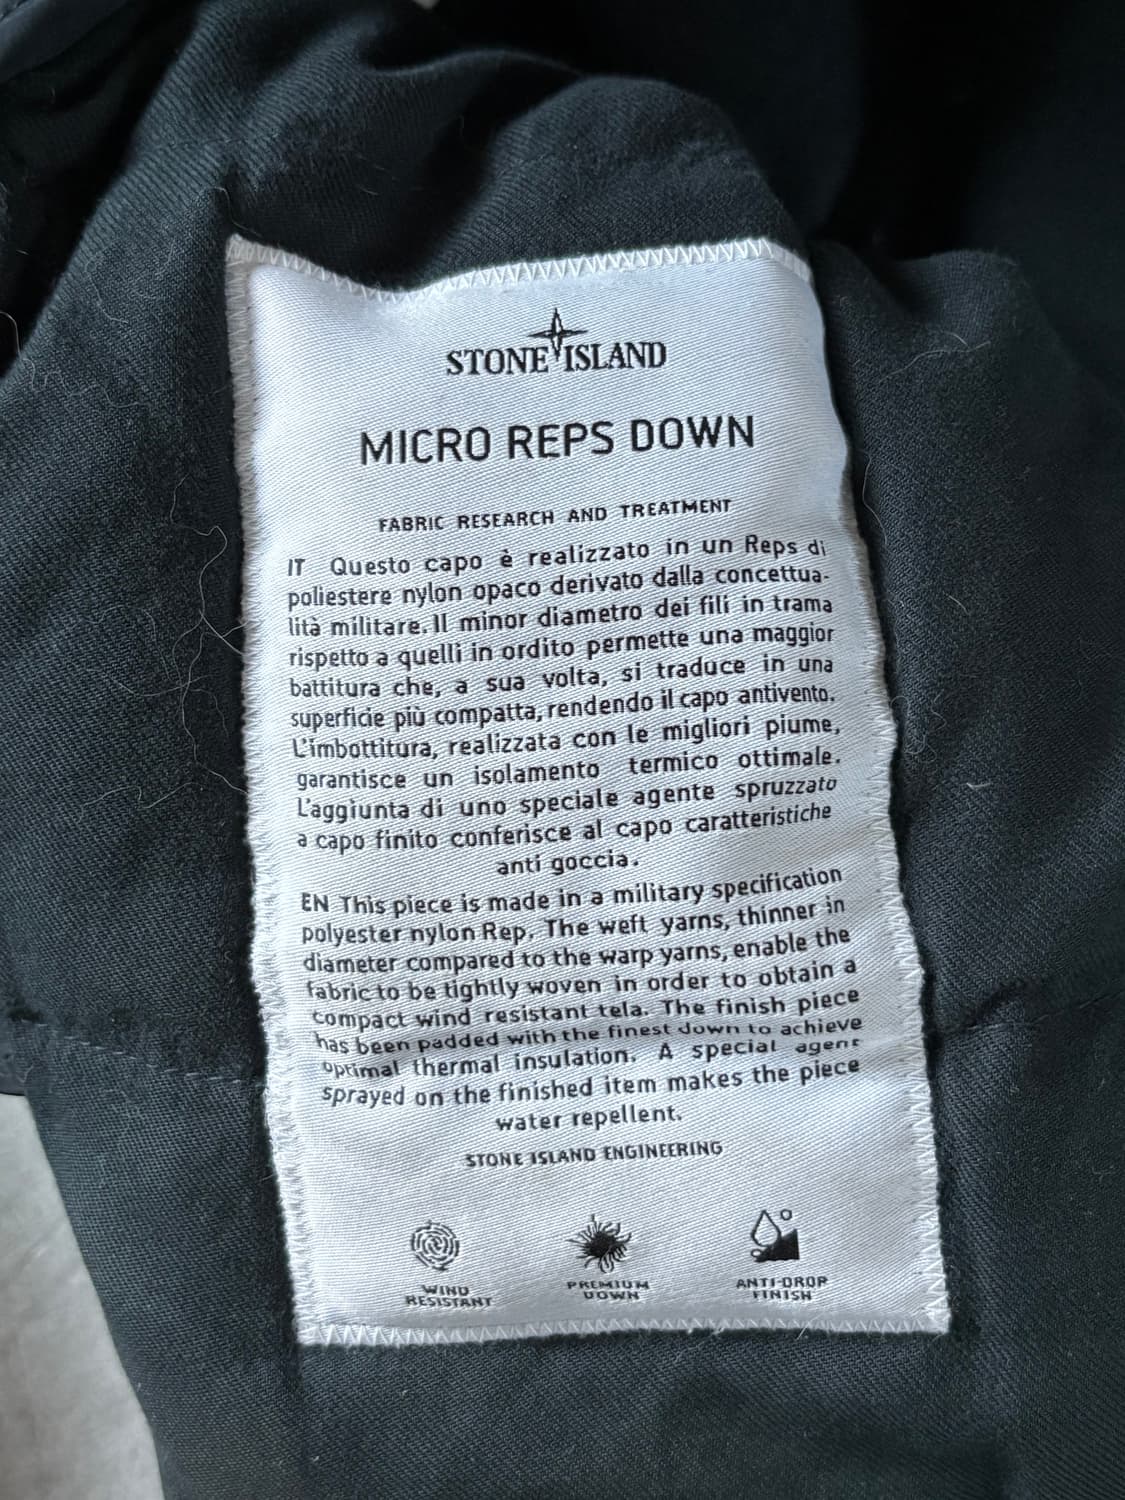 STONE ISLAND
MICRO REPS DOWN
FABRIC RESEARCH AND TREATMENT
IT Questo capo è realizzato in un Reps di
poliestere nylon opaco derivato dalla concettua-
lità militare. Il minor diametro dei fili in trama
rispetto a quelli in ordito permette una maggior
battitura che, a sua volta, si traduce in una
superficie più compatta, rendendo il capo antivento.
L'imbottitura, realizzata con le migliori piume,
garantisce un isolamento termico ottimale.
L'aggiunta di uno speciale agente spruzzato
a capo finito conferisce al capo caratteristiche
anti goccia.
EN This piece is made in a military specification
polyester nylon Rep. The weft yarns, thinner in
diameter compared to the warp yarns, enable the
fabric to be tightly woven in order to obtain a
compact wind resistant tela. The finish piece
has been padded with the finest down to achieve
optimal thermal insulation. A special agent
sprayed on the finished item makes the piece
water repellent.
STONE ISLAND ENGINEERING
WIND
RESISTANT
PREMIUM
DOWN
ANTI-DROP
FINISH